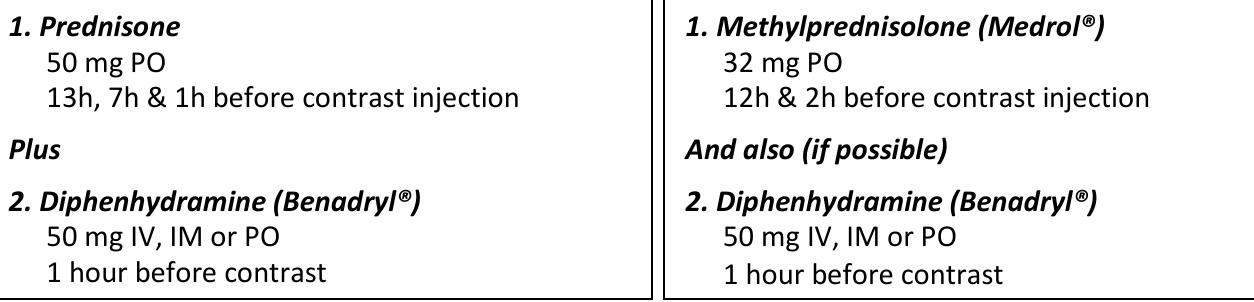 1. Prednisone
50 mg PO
13h, 7h & 1h before contrast injection
Plus
2. Diphenhydramine (Benadryl®)
50 mg IV, IM or PO
1 hour before contrast
1. Methylprednisolone (Medrol®)
32 mg PO
12h & 2h before contrast injection
And also (if possible)
2. Diphenhydramine (Benadryl®)
50 mg IV, IM or PO
1 hour before contrast